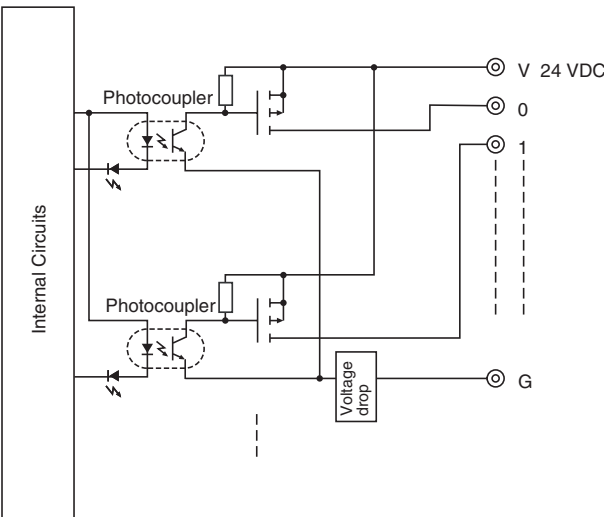 V 24 VDC
Photocoupler
0
1
Internal Circuits
Photocoupler
Voltage
drop
G